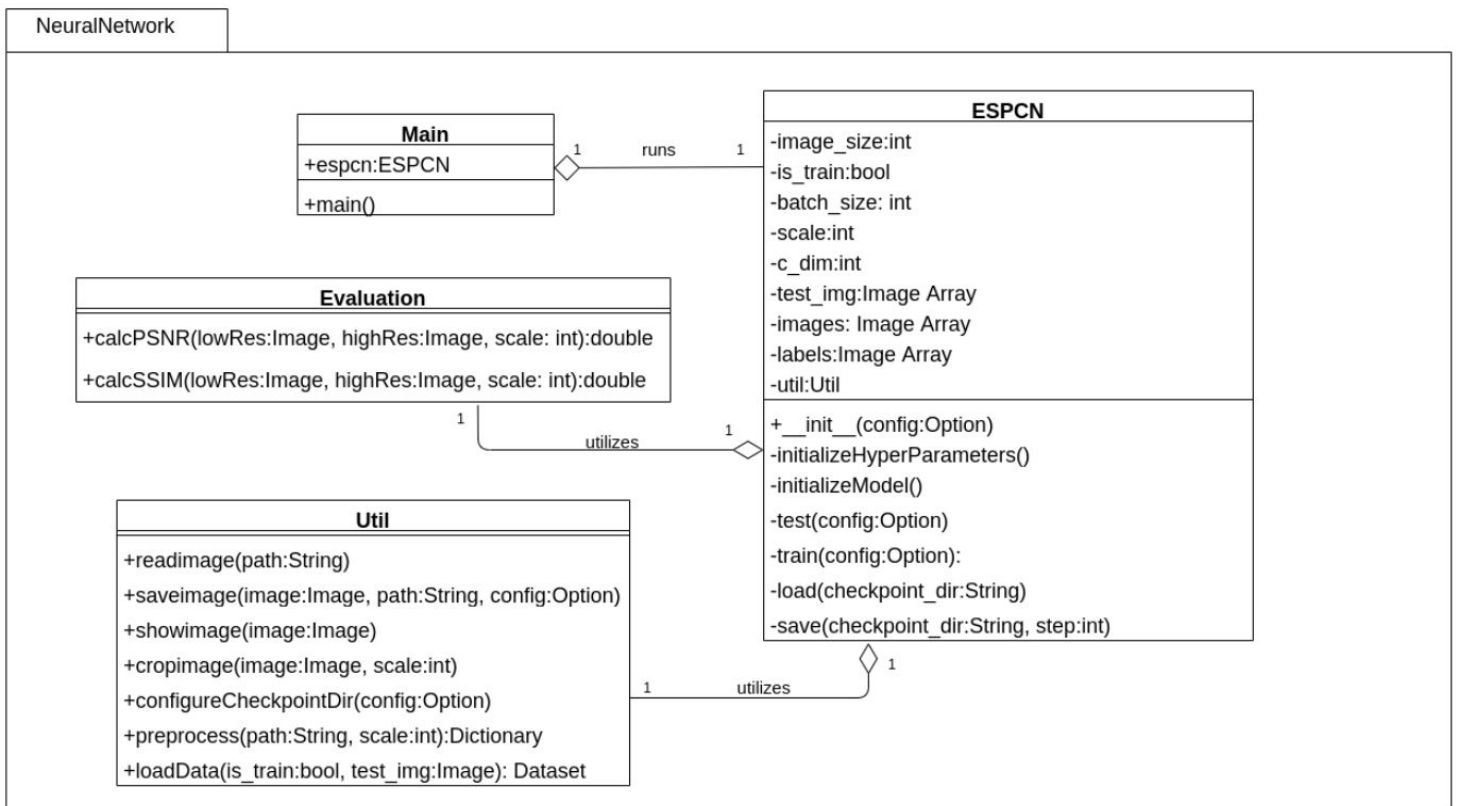 NeuralNetwork
Main
+espcn:ESPCN
+main()
1
runs
1
ESPCN
-image_size:int
-is_train:bool
-batch_size: int
-scale:int
-c_dim:int
-test_img:Image Array
-images: Image Array
-labels:Image Array
-util:Util
+__init__(config:Option)
-initializeHyperParameters()
-initializeModel()
-test(config:Option)
-train(config:Option):
-load(checkpoint_dir:String)
-save(checkpoint_dir:String, step:int)
Evaluation
+calcPSNR(lowRes:Image, highRes:Image, scale: int):double
+calcSSIM(lowRes:Image, highRes:Image, scale: int):double
1
utilizes
1
Util
+readimage(path:String)
+saveimage(image:Image, path:String, config:Option)
+showimage(image:Image)
+cropimage(image:Image, scale:int)
+configureCheckpointDir(config:Option)
+preprocess(path:String, scale:int):Dictionary
+loadData(is_train:bool, test_img:Image): Dataset
1
utilizes
1